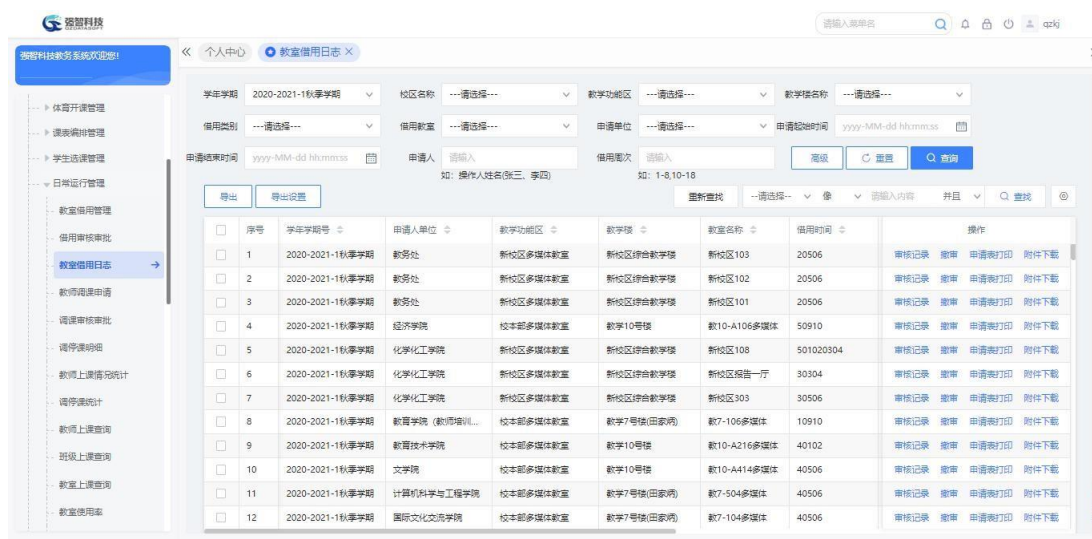 强智科技
QZDATASOFT
请输入菜单名
qzkj
强智科技教务系统欢迎您!
个人中心 教室借用日志 ×
体育开课管理
课表编排管理
学生选课管理
日常运行管理
教室借用管理
借用审核审批
教室借用日志
教师调课申请
调课审核审批
调停课明细
教师上课情况统计
调停课统计
教师上课查询
班级上课查询
教室上课查询
教室使用率
学年学期 2020-2021-1秋季学期 校区名称 ---请选择--- 教学功能区 ---请选择--- 教学楼名称 ---请选择---
借用类别 ---请选择--- 借用教室 ---请选择--- 申请单位 ---请选择--- 申请起始时间 yyyy-MM-dd hh:mm:ss
申请结束时间 yyyy-MM-dd hh:mm:ss 申请人 请输入 借用周次 请输入 高级 重置 查询
如：操作人姓名(张三、李四) 如：1-8,10-18
导出 导出设置 重新查找 --请选择-- 像 请输入内容 并且 查找
序号 学年学期号 申请人单位 教学功能区 教学楼 教室名称 借用时间 操作
1 2020-2021-1秋季学期 教务处 新校区多媒体教室 新校区综合教学楼 新校区103 20506 审核记录 撤审 申请表打印 附件下载
2 2020-2021-1秋季学期 教务处 新校区多媒体教室 新校区综合教学楼 新校区102 20506 审核记录 撤审 申请表打印 附件下载
3 2020-2021-1秋季学期 教务处 新校区多媒体教室 新校区综合教学楼 新校区101 20506 审核记录 撤审 申请表打印 附件下载
4 2020-2021-1秋季学期 经济学院 校本部多媒体教室 教学10号楼 教10-A106多媒体 50910 审核记录 撤审 申请表打印 附件下载
5 2020-2021-1秋季学期 化学化工学院 新校区多媒体教室 新校区综合教学楼 新校区108 501020304 审核记录 撤审 申请表打印 附件下载
6 2020-2021-1秋季学期 化学化工学院 新校区多媒体教室 新校区综合教学楼 新校区报告一厅 30304 审核记录 撤审 申请表打印 附件下载
7 2020-2021-1秋季学期 化学化工学院 新校区多媒体教室 新校区综合教学楼 新校区303 30506 审核记录 撤审 申请表打印 附件下载
8 2020-2021-1秋季学期 教育学院（教师培训... 校本部多媒体教室 教学7号楼(田家炳) 教7-106多媒体 10910 审核记录 撤审 申请表打印 附件下载
9 2020-2021-1秋季学期 教育技术学院 校本部多媒体教室 教学10号楼 教10-A216多媒体 40102 审核记录 撤审 申请表打印 附件下载
10 2020-2021-1秋季学期 文学院 校本部多媒体教室 教学10号楼 教10-A414多媒体 40506 审核记录 撤审 申请表打印 附件下载
11 2020-2021-1秋季学期 计算机科学与工程学院 校本部多媒体教室 教学7号楼(田家炳) 教7-504多媒体 40506 审核记录 撤审 申请表打印 附件下载
12 2020-2021-1秋季学期 国际文化交流学院 校本部多媒体教室 教学7号楼(田家炳) 教7-104多媒体 40506 审核记录 撤审 申请表打印 附件下载